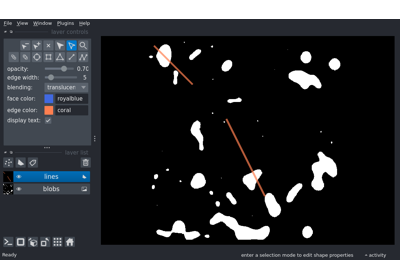 File View Window Plugins Help
layer controls
opacity: 0.70
edge width: 5
blending: translucen
face color: royalblue
edge color: coral
display text:
layer list
lines
blobs
Ready enter a selection mode to edit shape properties activity